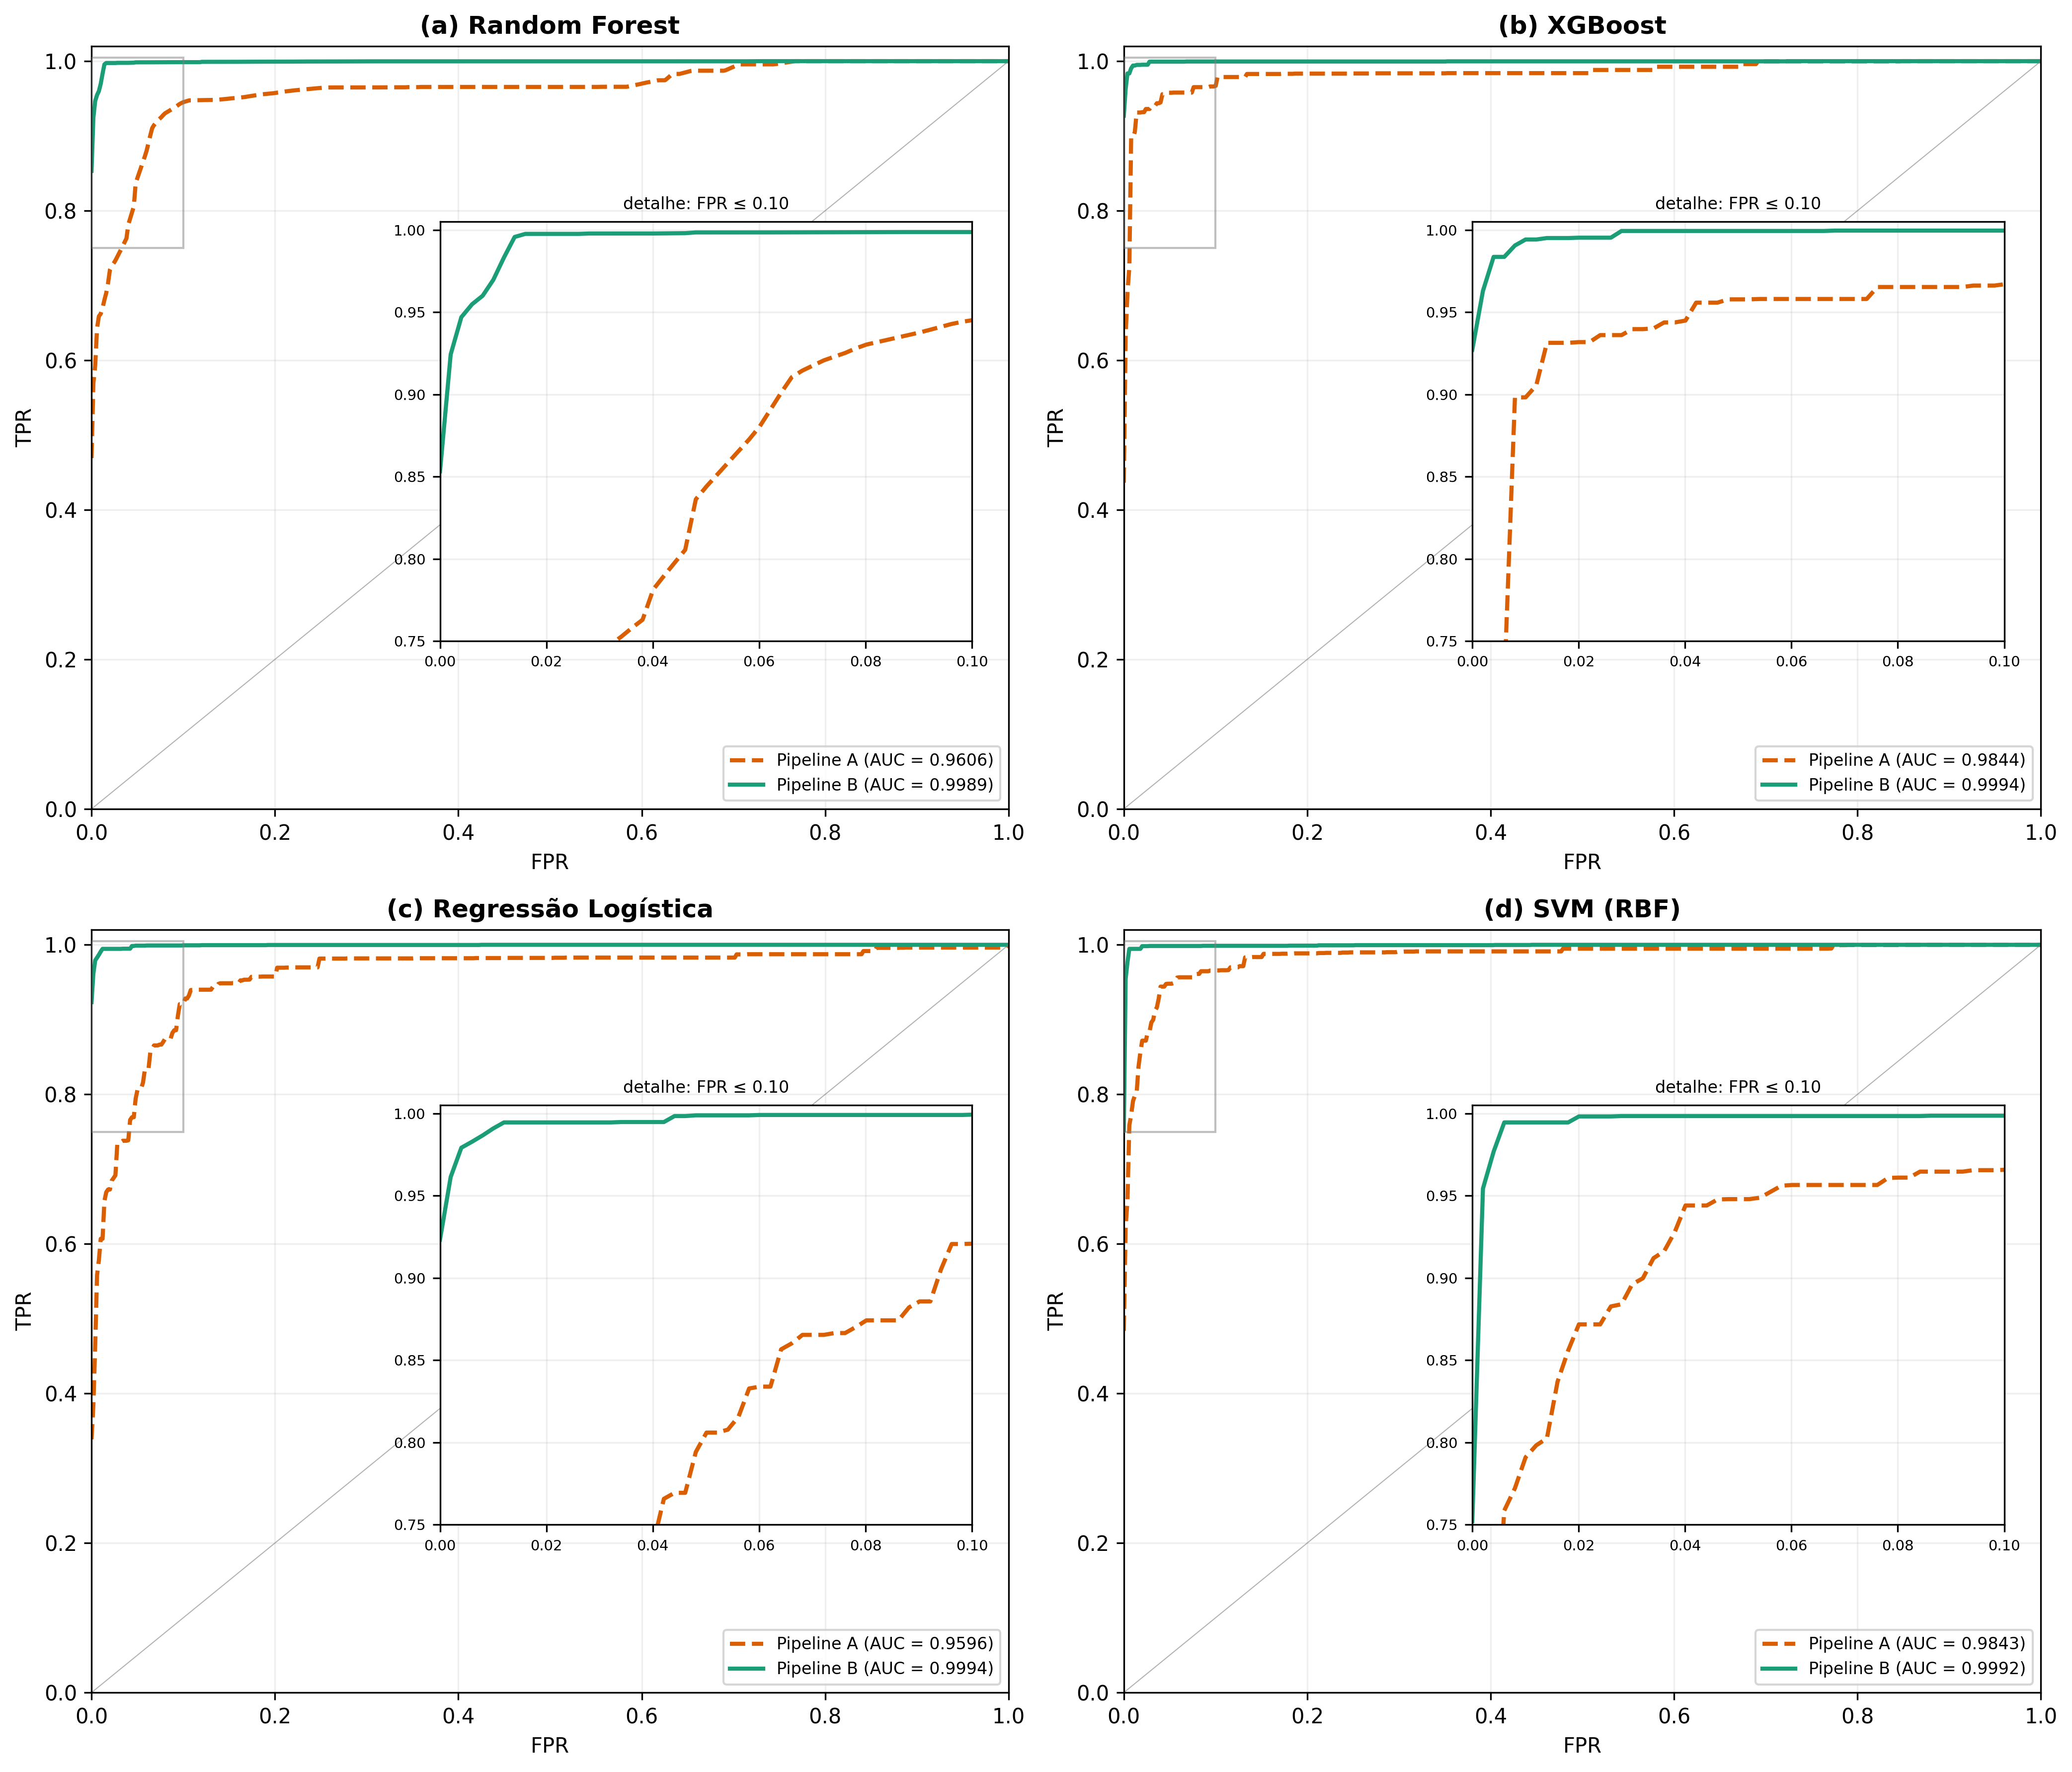 (a) Random Forest
TPR
1.0
0.8
0.6
0.4
0.2
0.0
detalhe: FPR ≤ 0.10
1.00
0.95
0.90
0.85
0.80
0.75
0.00 0.02 0.04 0.06 0.08 0.10
Pipeline A (AUC = 0.9606)
Pipeline B (AUC = 0.9989)
0.0 0.2 0.4 0.6 0.8 1.0
FPR
(b) XGBoost
TPR
1.0
0.8
0.6
0.4
0.2
0.0
detalhe: FPR ≤ 0.10
1.00
0.95
0.90
0.85
0.80
0.75
0.00 0.02 0.04 0.06 0.08 0.10
Pipeline A (AUC = 0.9844)
Pipeline B (AUC = 0.9994)
0.0 0.2 0.4 0.6 0.8 1.0
FPR
(c) Regressão Logística
TPR
1.0
0.8
0.6
0.4
0.2
0.0
detalhe: FPR ≤ 0.10
1.00
0.95
0.90
0.85
0.80
0.75
0.00 0.02 0.04 0.06 0.08 0.10
Pipeline A (AUC = 0.9596)
Pipeline B (AUC = 0.9994)
0.0 0.2 0.4 0.6 0.8 1.0
FPR
(d) SVM (RBF)
TPR
1.0
0.8
0.6
0.4
0.2
0.0
detalhe: FPR ≤ 0.10
1.00
0.95
0.90
0.85
0.80
0.75
0.00 0.02 0.04 0.06 0.08 0.10
Pipeline A (AUC = 0.9843)
Pipeline B (AUC = 0.9992)
0.0 0.2 0.4 0.6 0.8 1.0
FPR